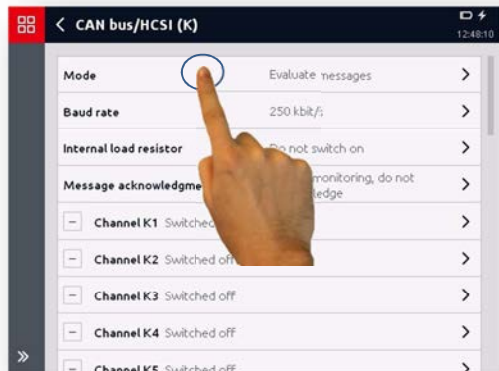 CAN bus/HCSI (K)
12:48:10
Mode Evaluate messages
Baud rate 250 kbit/s
Internal load resistor Do not switch on
Message acknowledgme monitoring, do not
ledge
Channel K1 Switched
Channel K2 Switched off
Channel K3 Switched off
Channel K4 Switched off
Channel K5 Switched off